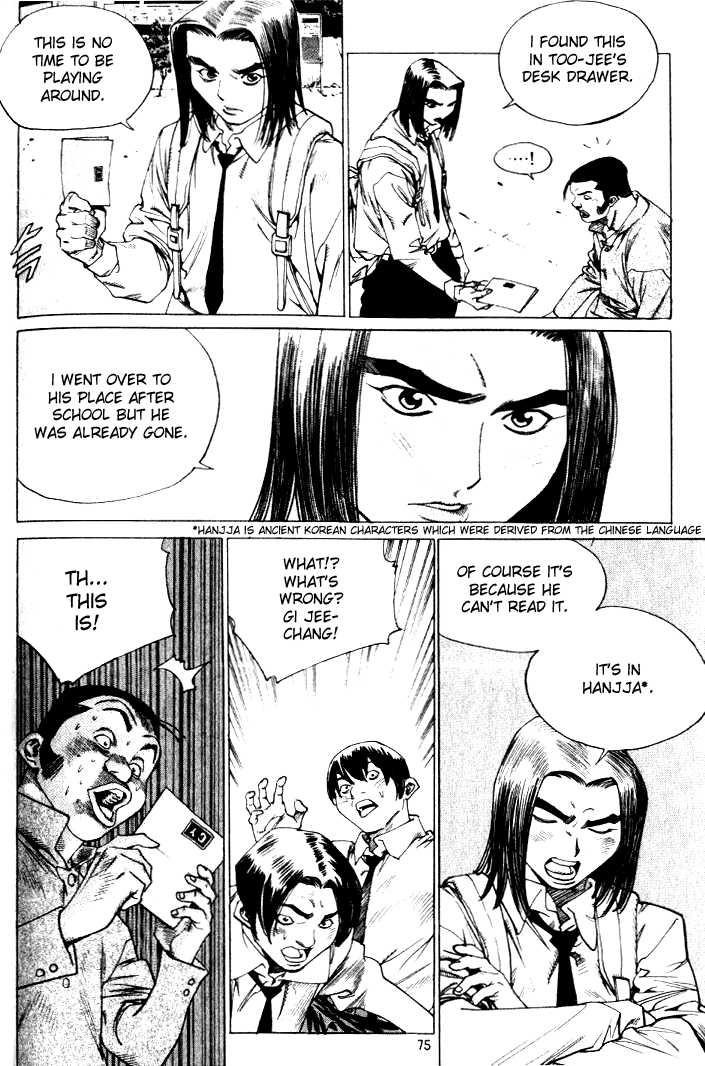 THIS IS NO
TIME TO BE
PLAYING
AROUND.
I FOUND THIS
IN TOO-JEE'S
DESK DRAWER.
.....!
I WENT OVER TO
HIS PLACE AFTER
SCHOOL BUT HE
WAS ALREADY GONE.
*HANJJA IS ANCIENT KOREAN CHARACTERS WHICH WERE DERIVED FROM THE CHINESE LANGUAGE
TH...
THIS
IS!
CY
WHAT!?
WHAT'S
WRONG?
GI JEE-
CHANG!
OF COURSE IT'S
BECAUSE HE
CAN'T READ IT.
IT'S IN
HANJJA*.
75